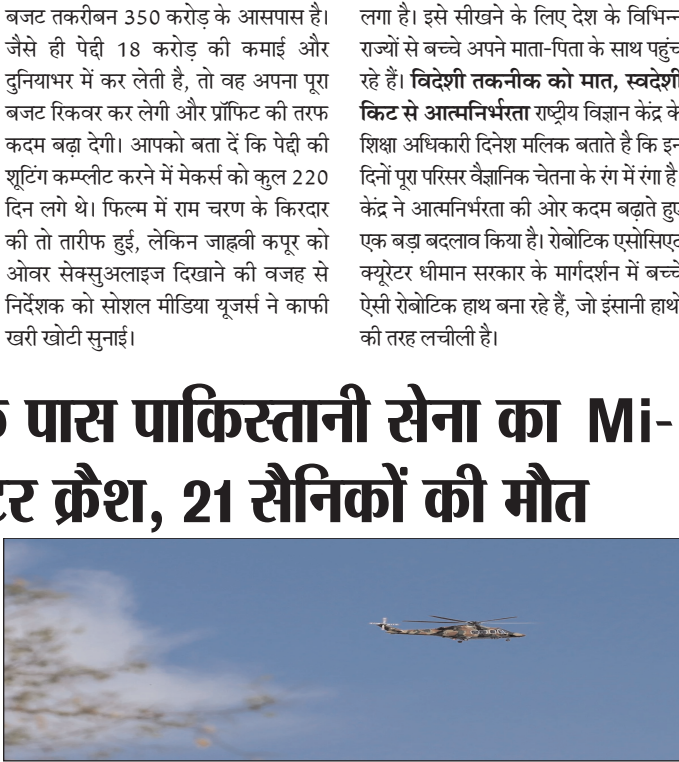 बजट तकरीबन 350 करोड़ के आसपास है।
जैसे ही पेद्दी 18 करोड़ की कमाई और
दुनियाभर में कर लेती है, तो वह अपना पूरा
बजट रिकवर कर लेगी और प्रॉफिट की तरफ
कदम बढ़ा देगी। आपको बता दें कि पेद्दी की
शूटिंग कम्प्लीट करने में मेकर्स को कुल 220
दिन लगे थे। फिल्म में राम चरण के किरदार
की तो तारीफ हुई, लेकिन जाह्नवी कपूर को
ओवर सेक्सुअलाइज दिखाने की वजह से
निर्देशक को सोशल मीडिया यूजर्स ने काफी
खरी खोटी सुनाई।
लगा है। इसे सीखने के लिए देश के विभिन्न
राज्यों से बच्चे अपने माता-पिता के साथ पहुंच
रहे हैं। विदेशी तकनीक को मात, स्वदेशी
किट से आत्मनिर्भरता राष्ट्रीय विज्ञान केंद्र के
शिक्षा अधिकारी दिनेश मलिक बताते है कि इन
दिनों पूरा परिसर वैज्ञानिक चेतना के रंग में रंगा है
केंद्र ने आत्मनिर्भरता की ओर कदम बढ़ाते हुए
एक बड़ा बदलाव किया है। रोबोटिक एसोसिएट
क्यूरेटर धीमान सरकार के मार्गदर्शन में बच्चे
ऐसी रोबोटिक हाथ बना रहे हैं, जो इंसानी हाथों
की तरह लचीली है।
पास पाकिस्तानी सेना का Mi-
टर क्रैश, 21 सैनिकों की मौत